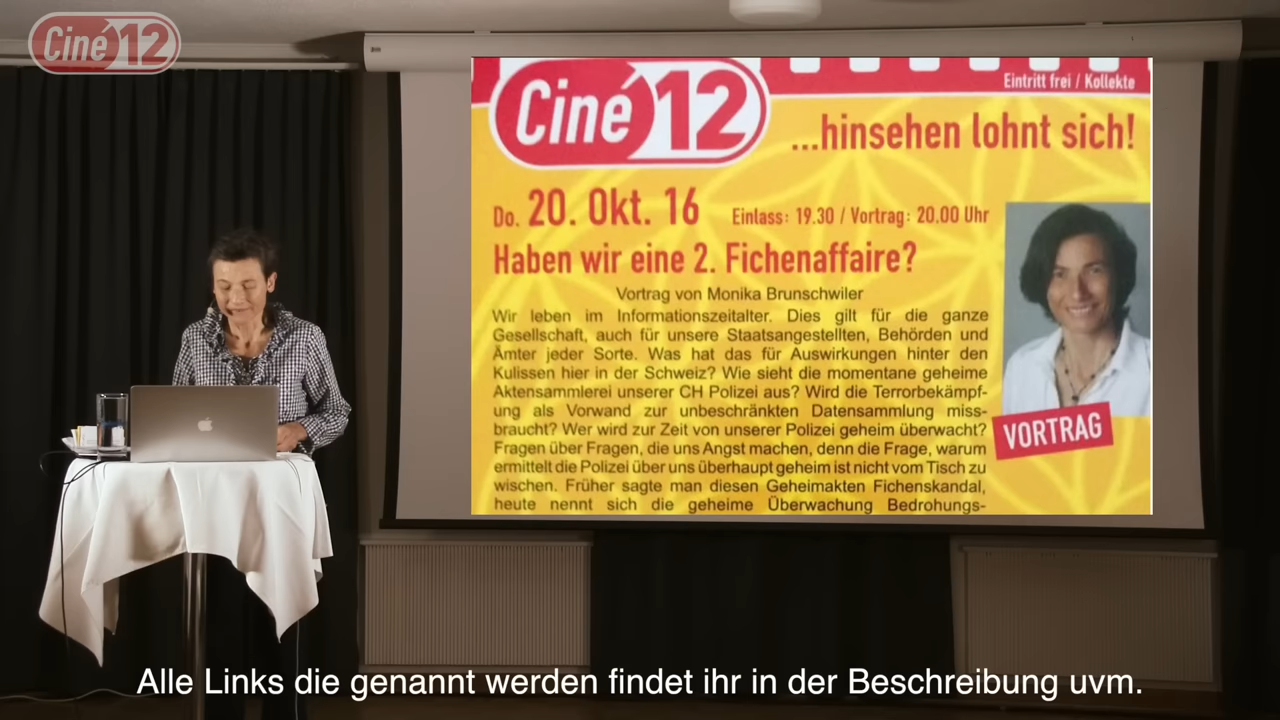 Ciné 12
Ciné 12
Eintritt frei / Kollekte
...hinsehen lohnt sich!
Do. 20. Okt. 16 Einlass: 19.30 / Vortrag: 20.00 Uhr
Haben wir eine 2. Fichenaffaire?
Vortrag von Monika Brunschwiler
Wir leben im Informationszeitalter. Dies gilt für die ganze
Gesellschaft, auch für unsere Staatsangestellten, Behörden und
Ämter jeder Sorte. Was hat das für Auswirkungen hinter den
Kulissen hier in der Schweiz? Wie sieht die momentane geheime
Aktensammlerei unserer CH Polizei aus? Wird die Terrorbekämpf-
ung als Vorwand zur unbeschränkten Datensammlung miss-
braucht? Wer wird zur Zeit von unserer Polizei geheim überwacht?
Fragen über Fragen, die uns Angst machen, denn die Frage, warum
ermittelt die Polizei über uns überhaupt geheim ist nicht vom Tisch zu
wischen. Früher sagte man diesen Geheimakten Fichenskandal,
heute nennt sich die geheime Überwachung Bedrohungs-
VORTRAG
Alle Links die genannt werden findet ihr in der Beschreibung uvm.